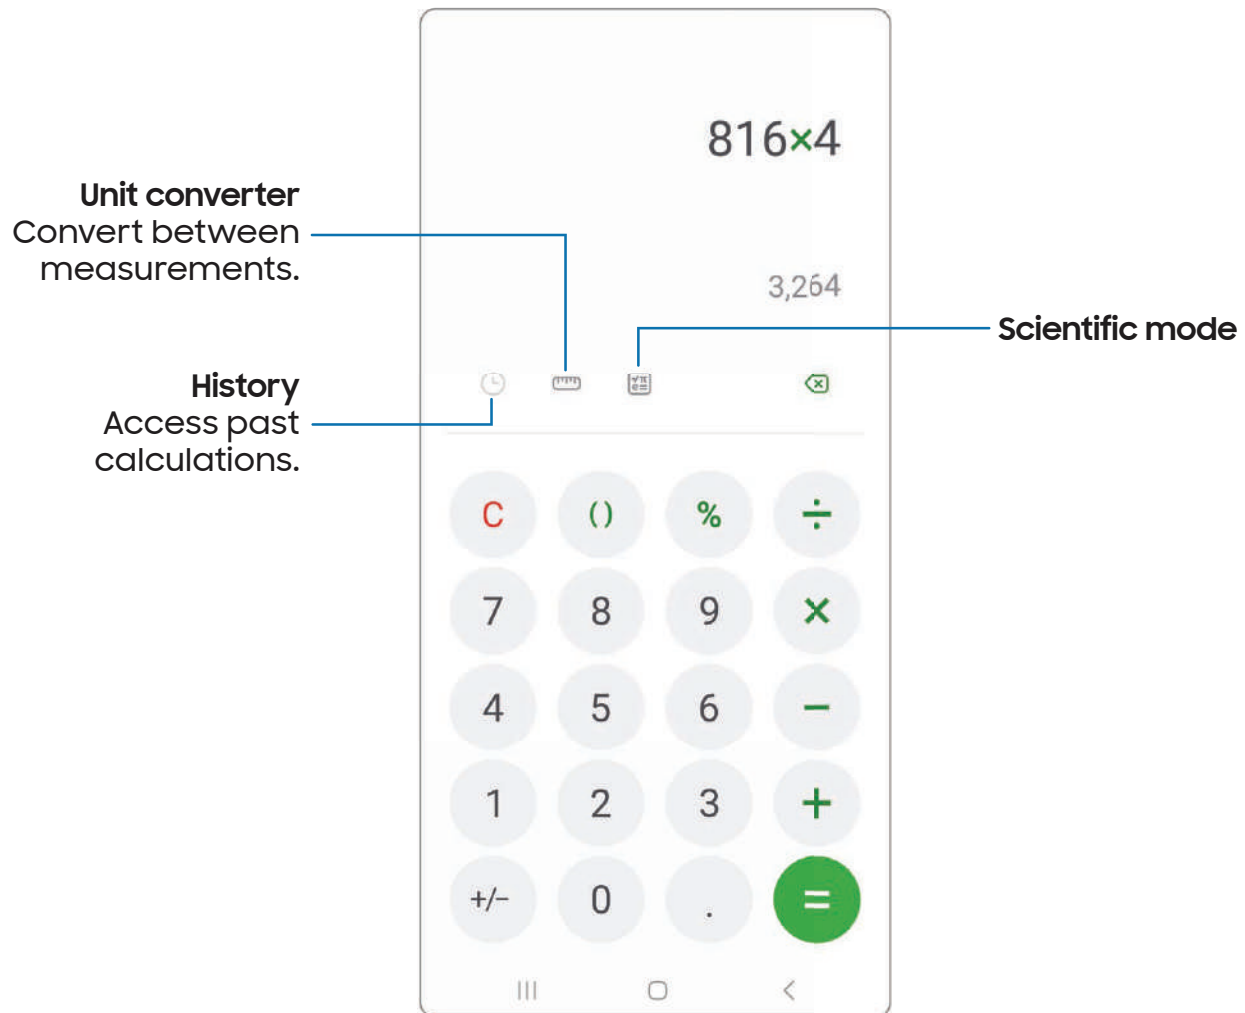 816×4
Unit converter
Convert between
measurements.
3,264
Scientific mode
History
Access past
calculations.
√π
e=
C () % ÷
7 8 9 ×
4 5 6 −
1 2 3 +
+/− 0 . =